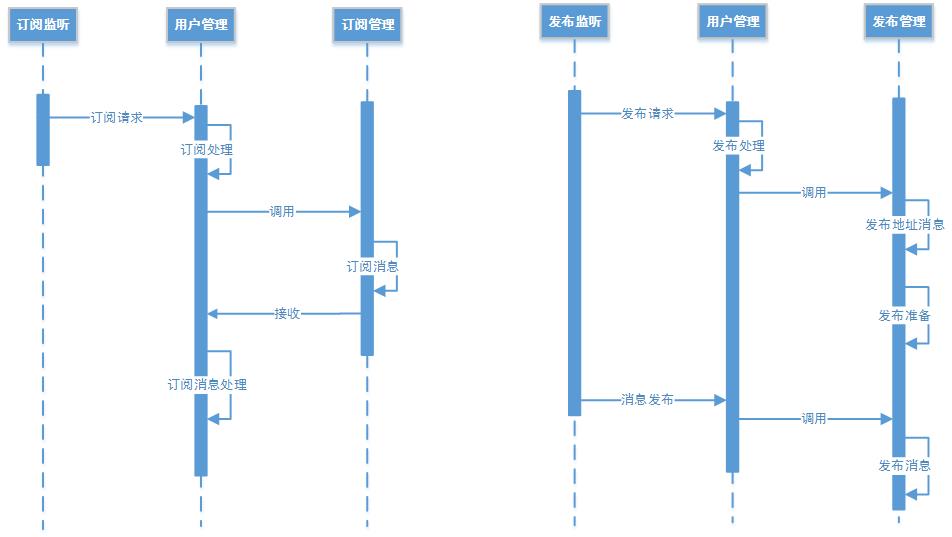 订阅监听
用户管理
订阅管理
订阅请求
订阅处理
调用
订阅消息
接收
订阅消息处理
发布监听
用户管理
发布管理
发布请求
发布处理
调用
发布地址消息
发布准备
消息发布
调用
发布消息